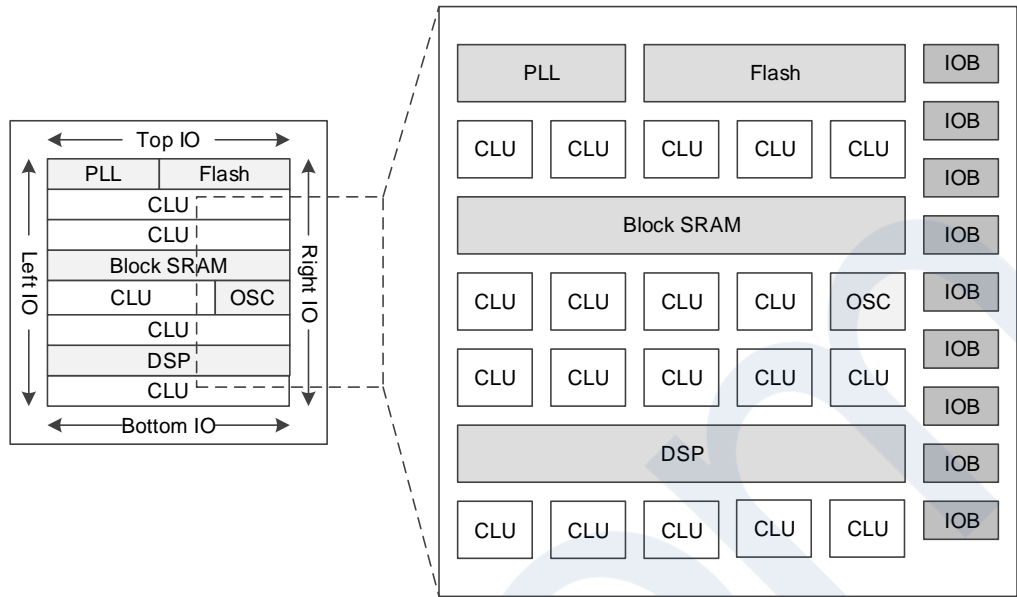 Top IO
PLL Flash
CLU
CLU
Block SRAM
CLU OSC
CLU
DSP
CLU
Bottom IO
Left IO
Right IO
PLL Flash IOB
IOB
CLU CLU CLU CLU CLU
IOB
Block SRAM IOB
CLU CLU CLU CLU OSC IOB
IOB
CLU CLU CLU CLU CLU
IOB
DSP IOB
CLU CLU CLU CLU CLU IOB